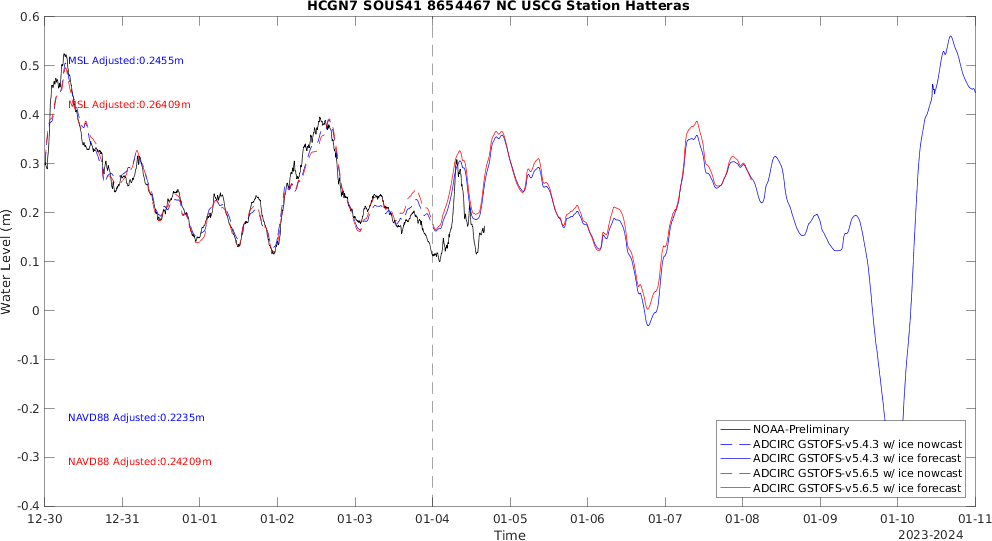 HCGN7 SOUS41 8654467 NC USCG Station Hatteras
0.6
0.5
0.4
0.3
0.2
0.1
0
-0.1
-0.2
-0.3
-0.4
Water Level (m)
MSL Adjusted:0.2455m
MSL Adjusted:0.26409m
NAVD88 Adjusted:0.2235m
NAVD88 Adjusted:0.24209m
NOAA-Preliminary
ADCIRC GSTOFS-v5.4.3 w/ ice nowcast
ADCIRC GSTOFS-v5.4.3 w/ ice forecast
ADCIRC GSTOFS-v5.6.5 w/ ice nowcast
ADCIRC GSTOFS-v5.6.5 w/ ice forecast
12-30 12-31 01-01 01-02 01-03 01-04 01-05 01-06 01-07 01-08 01-09 01-10 01-11
Time
2023-2024